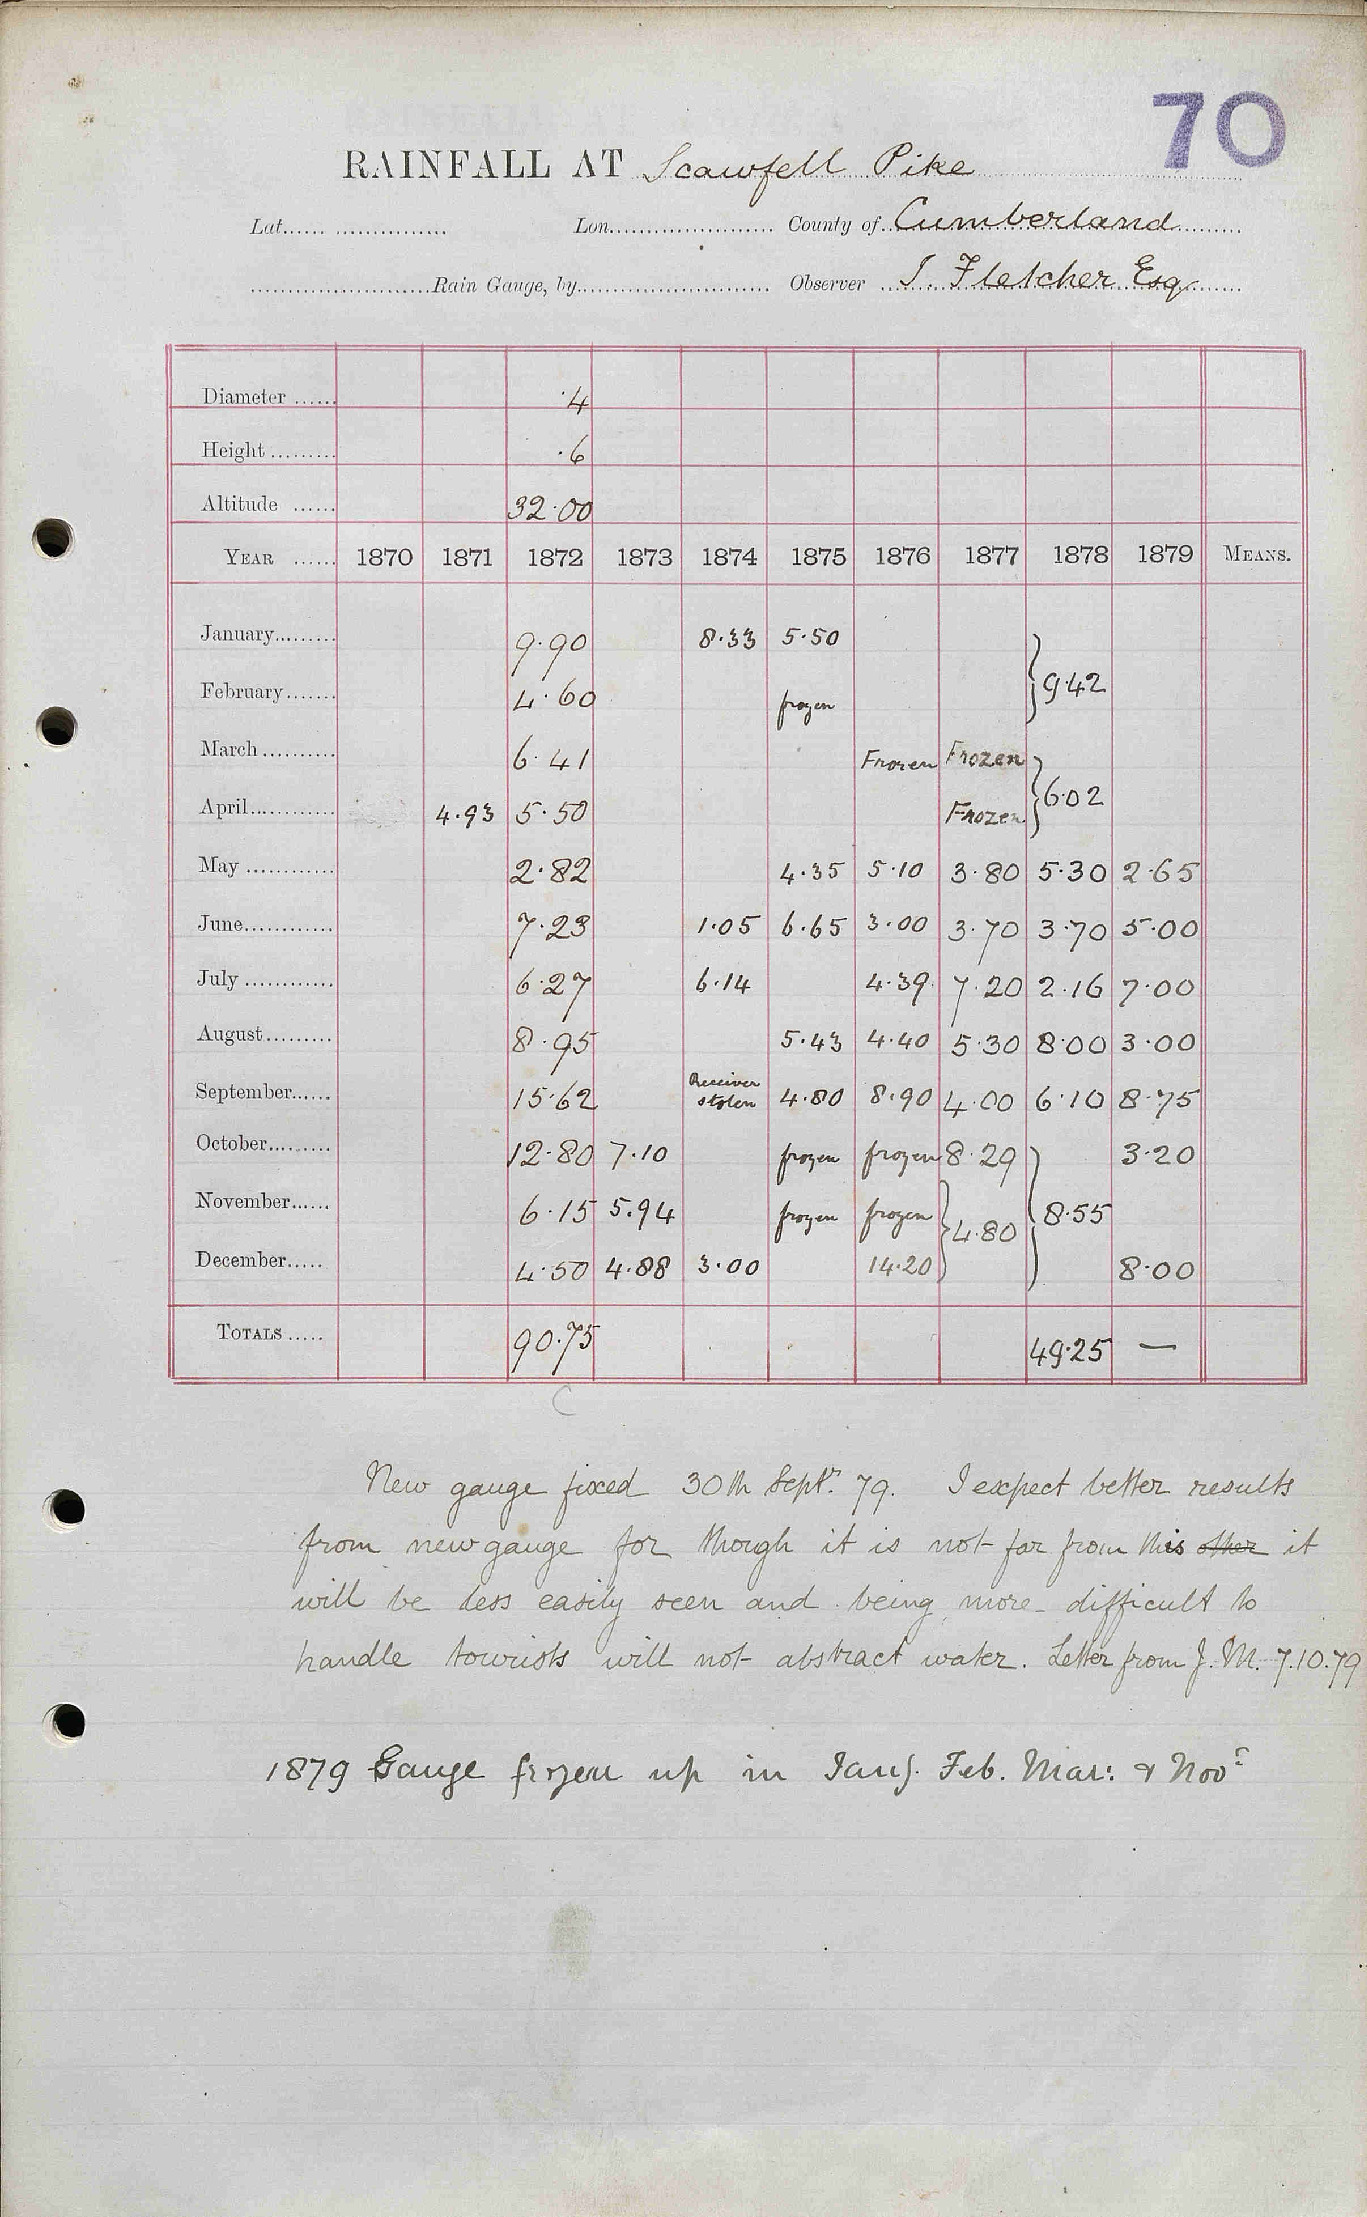 70
RAINFALL AT Scawfell Pike
Lat. Lon. County of Cumberland
Rain Gauge, by Observer I Fletcher Esq
Diameter ·4
Height ·6
Altitude 32·00
YEAR 1870 1871 1872 1873 1874 1875 1876 1877 1878 1879 MEANS.
January 9·90 8·33 5·50
February 4·60 frozen } 9·42
March 6·41 Frozen Frozen
April 4·93 5·50 Frozen } 6·02
May 2·82 4·35 5·10 3·80 5·30 2·65
June 7·23 1·05 6·65 3·00 3·70 3·70 5·00
July 6·27 6·14 4·39 7·20 2·16 7·00
August 8·95 5·43 4·40 5·30 8·00 3·00
September 15·62 Receiver stolen 4·80 8·90 4·00 6·10 8·75
October 12·80 7·10 frozen frozen 8·29 3·20
November 6·15 5·94 frozen frozen } 4·80 } 8·55
December 4·50 4·88 3·00 14·20 8·00
TOTALS 90·75 49·25 —
C
New gauge fixed 30th Septr. 79. I expect better results
from new gauge for though it is not far from this other it
will be less easily seen and being more difficult to
handle tourists will not abstract water. Letter from J. M. 7.10.79
1879 Gauge frozen up in Jany. Feb. Mar: & Novr